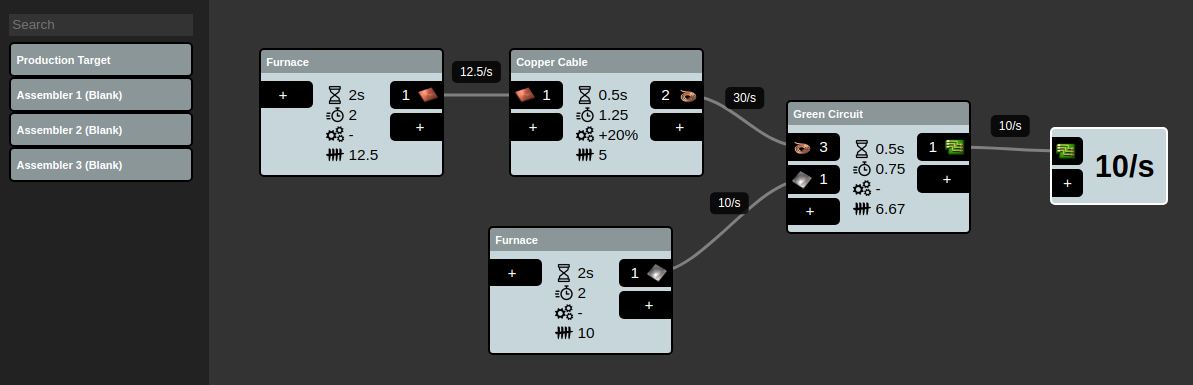 Search
Production Target
Assembler 1 (Blank)
Assembler 2 (Blank)
Assembler 3 (Blank)
Furnace
+
2s
2
-
12.5
1
+
12.5/s
Copper Cable
1
+
0.5s
1.25
+20%
5
2
+
30/s
Furnace
+
2s
2
-
10
1
+
10/s
Green Circuit
3
1
+
0.5s
0.75
-
6.67
1
+
10/s
+
10/s